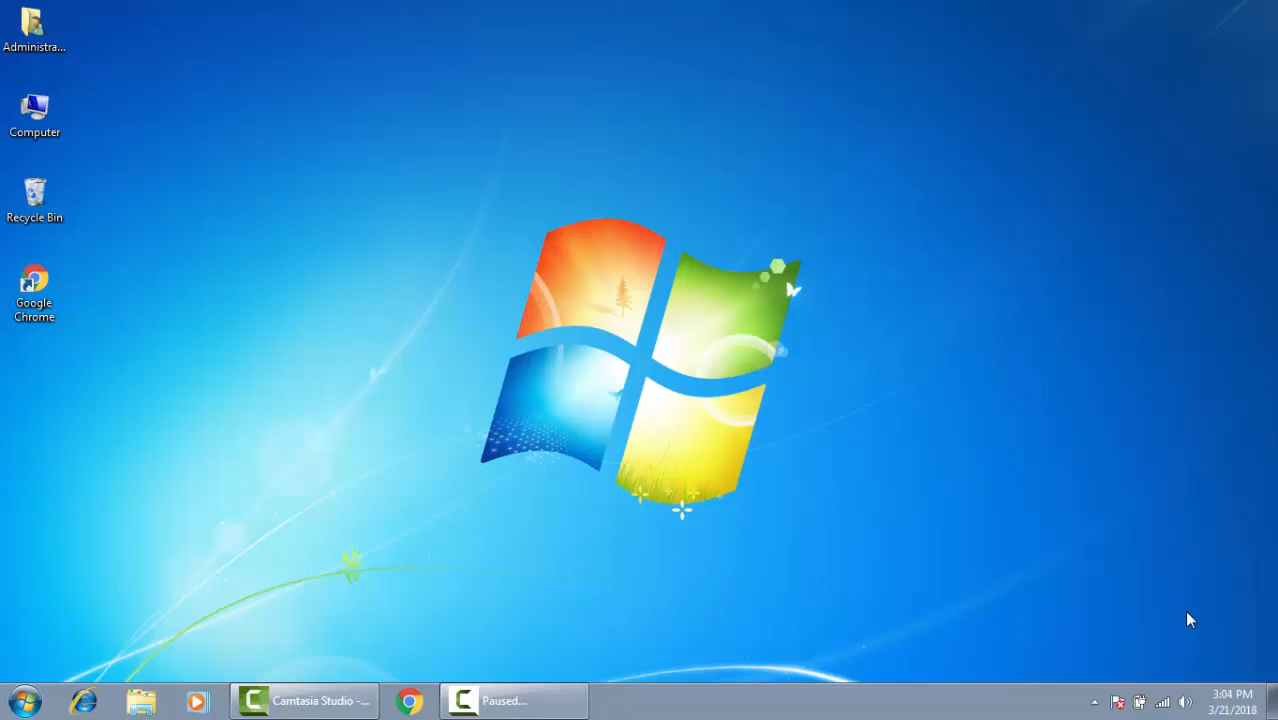 Administra...
Computer
Recycle Bin
Google
Chrome
Camtasia Studio -...
Paused...
3:04 PM
3/21/2018